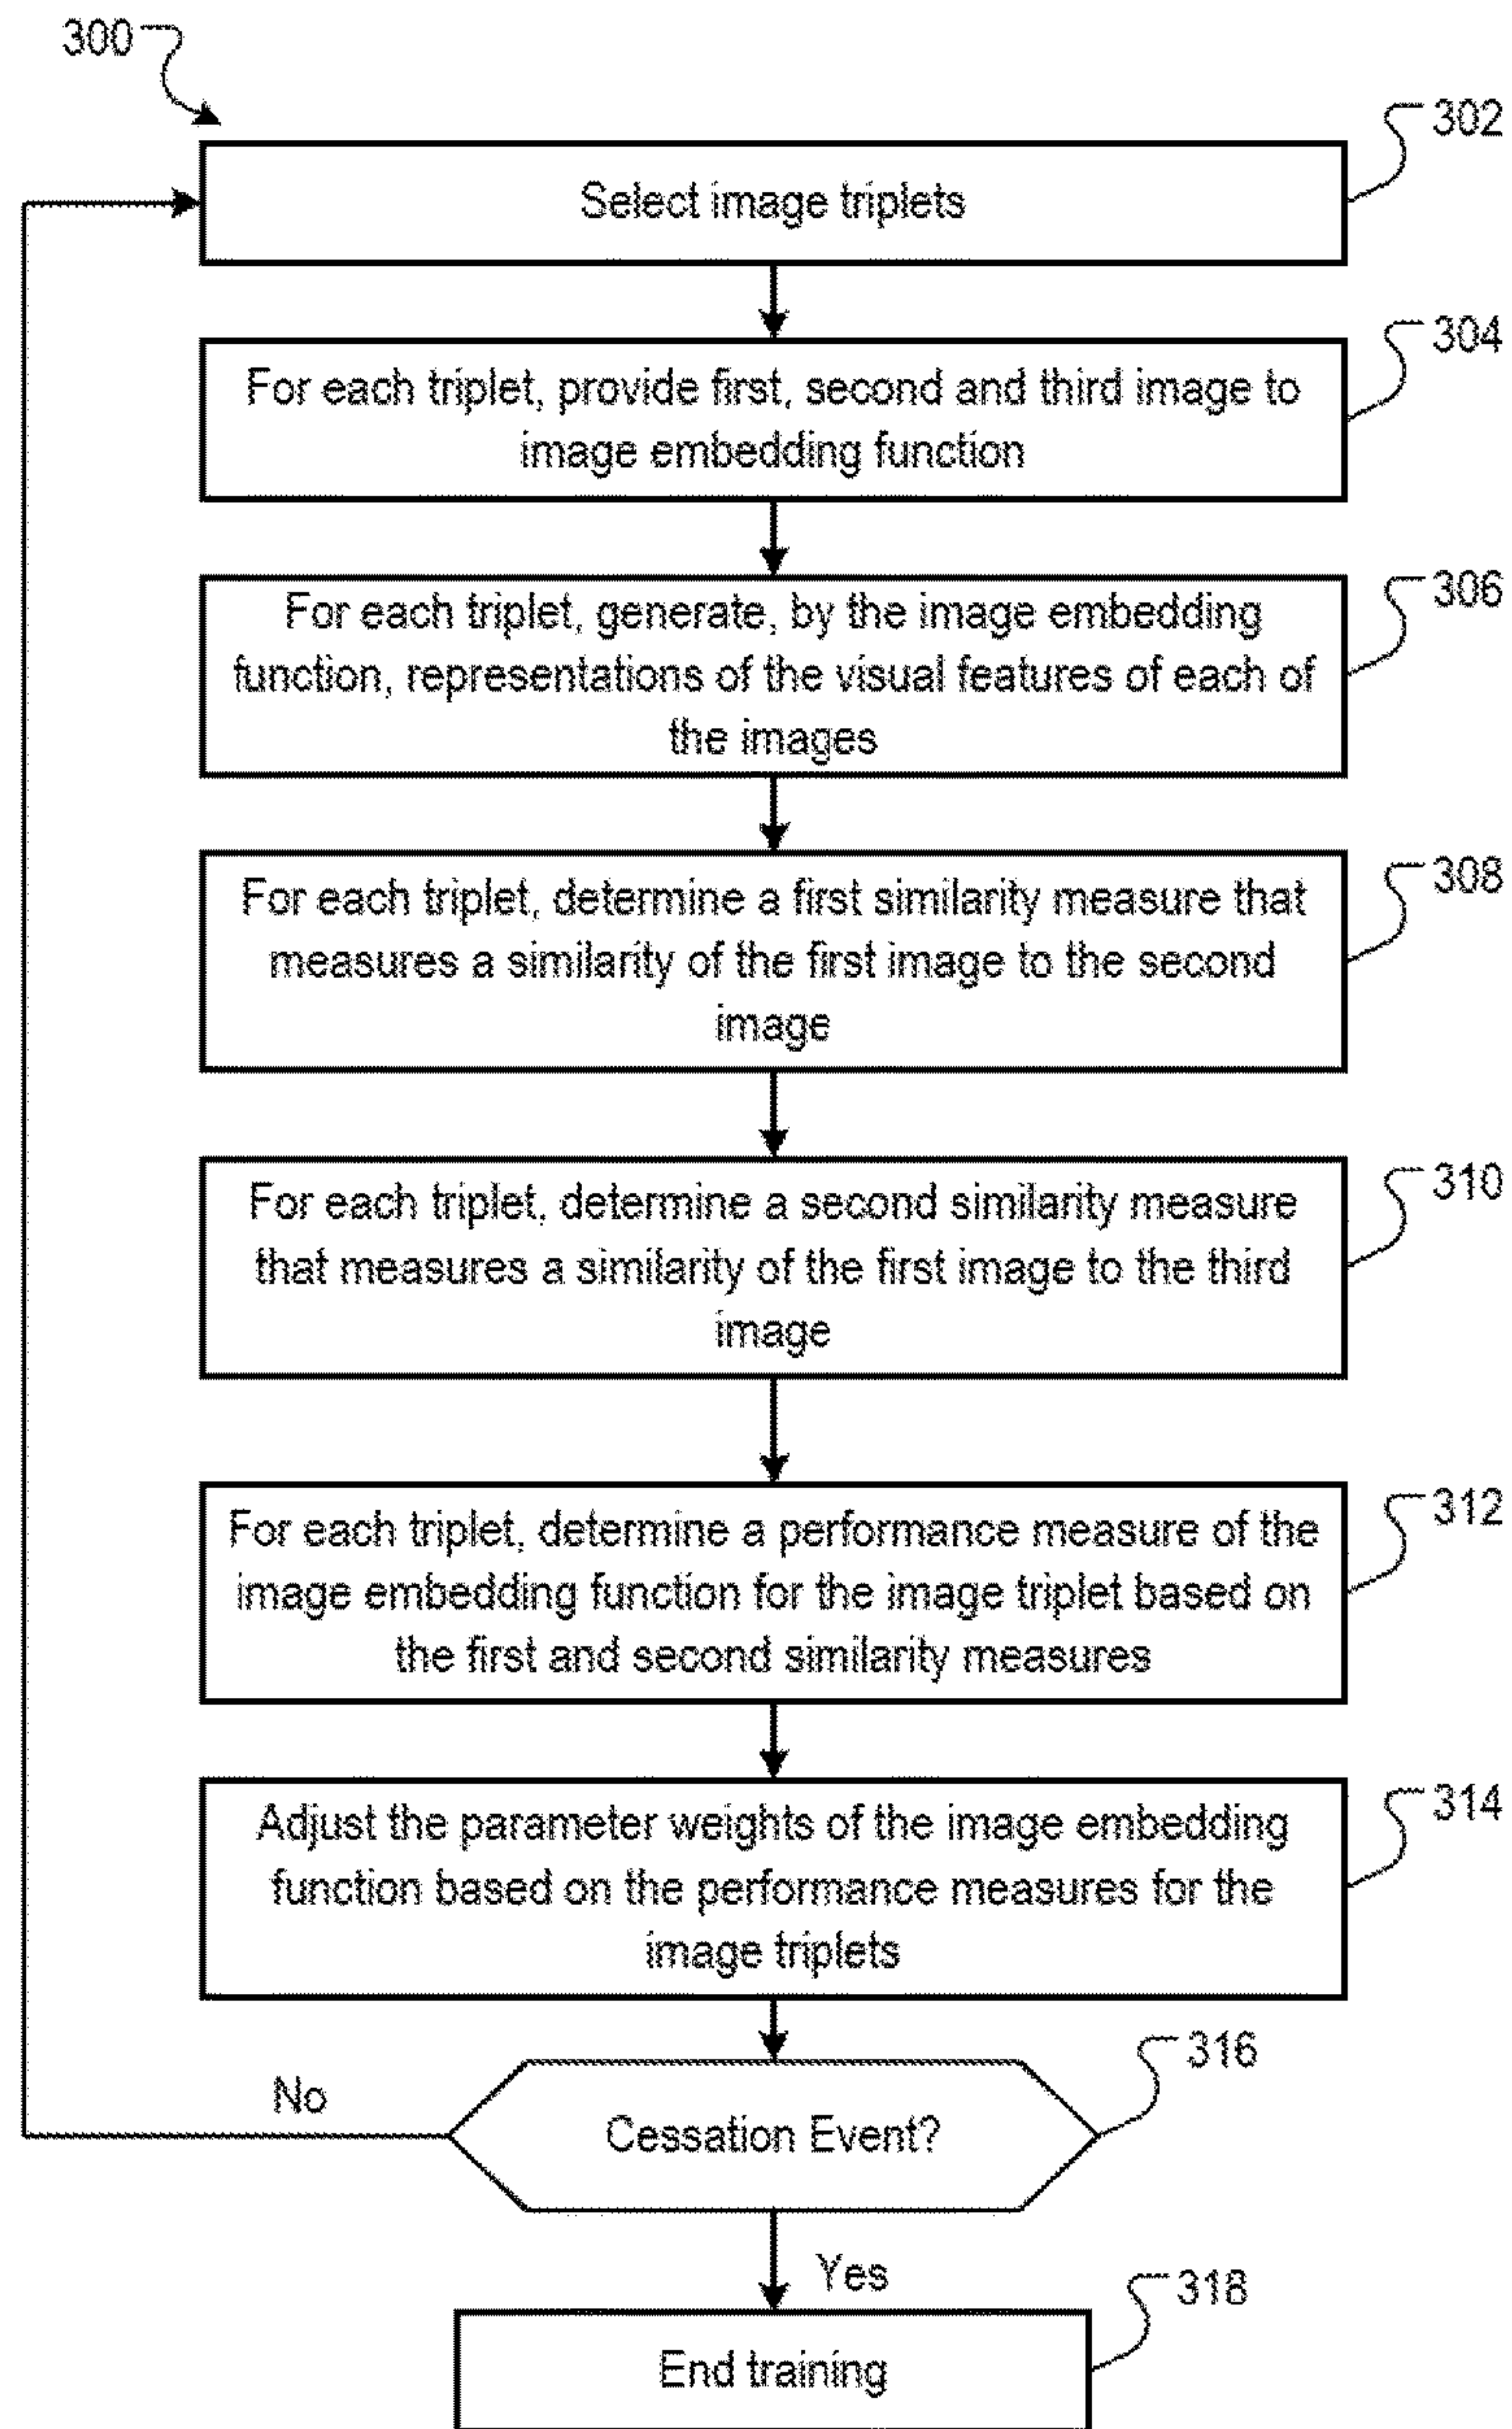 300
302
Select image triplets
304
For each triplet, provide first, second and third image to
image embedding function
306
For each triplet, generate, by the image embedding
function, representations of the visual features of each of
the images
308
For each triplet, determine a first similarity measure that
measures a similarity of the first image to the second
image
310
For each triplet, determine a second similarity measure
that measures a similarity of the first image to the third
image
312
For each triplet, determine a performance measure of the
image embedding function for the image triplet based on
the first and second similarity measures
314
Adjust the parameter weights of the image embedding
function based on the performance measures for the
image triplets
316
No
Cessation Event?
Yes
318
End training